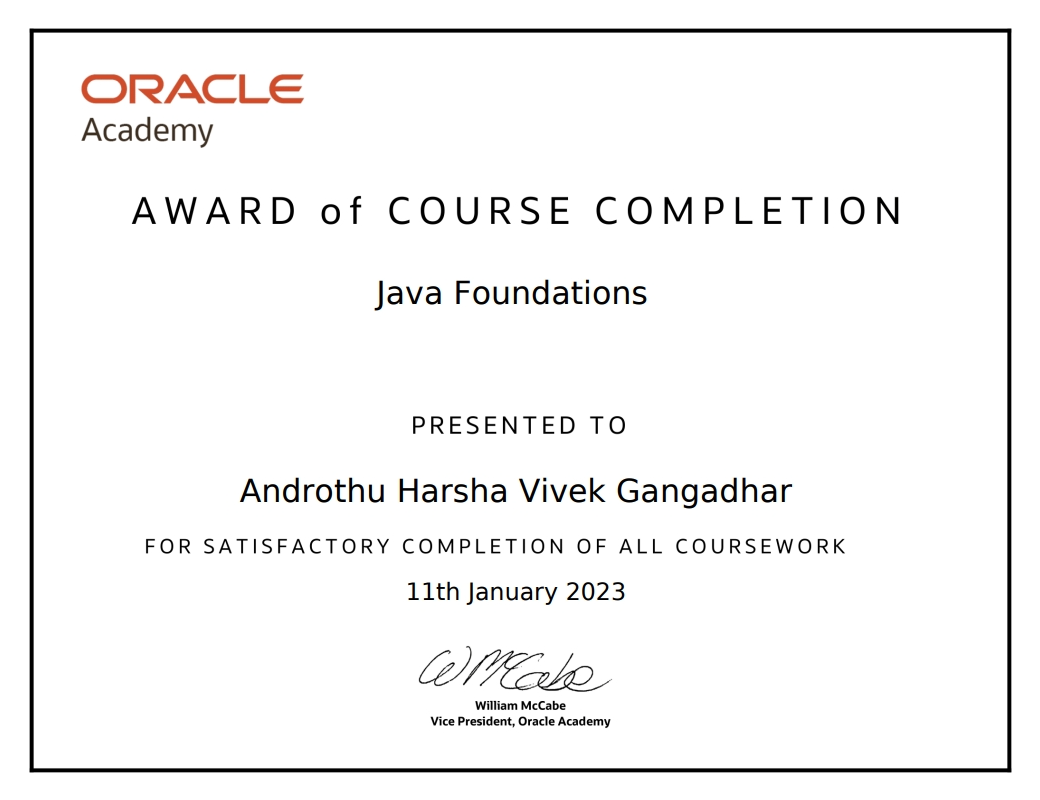 ORACLE
Academy
AWARD of COURSE COMPLETION
Java Foundations
PRESENTED TO
Androthu Harsha Vivek Gangadhar
FOR SATISFACTORY COMPLETION OF ALL COURSEWORK
11th January 2023
W McCabe
William McCabe
Vice President, Oracle Academy